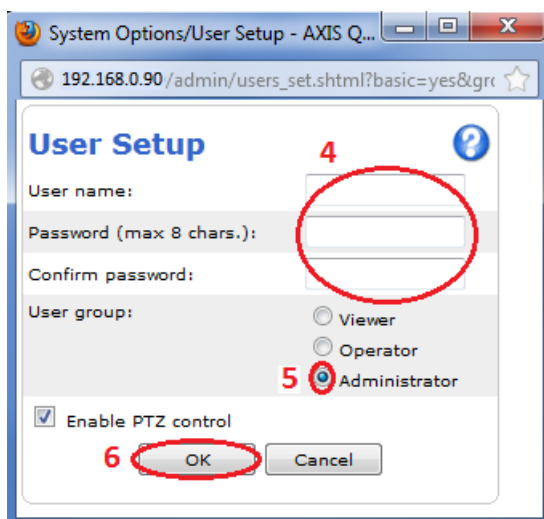 System Options/User Setup - AXIS Q...
192.168.0.90/admin/users_set.shtml?basic=yes&gr
User Setup
4
User name:
Password (max 8 chars.):
Confirm password:
User group:
Viewer
Operator
5 Administrator
Enable PTZ control
6 OK Cancel